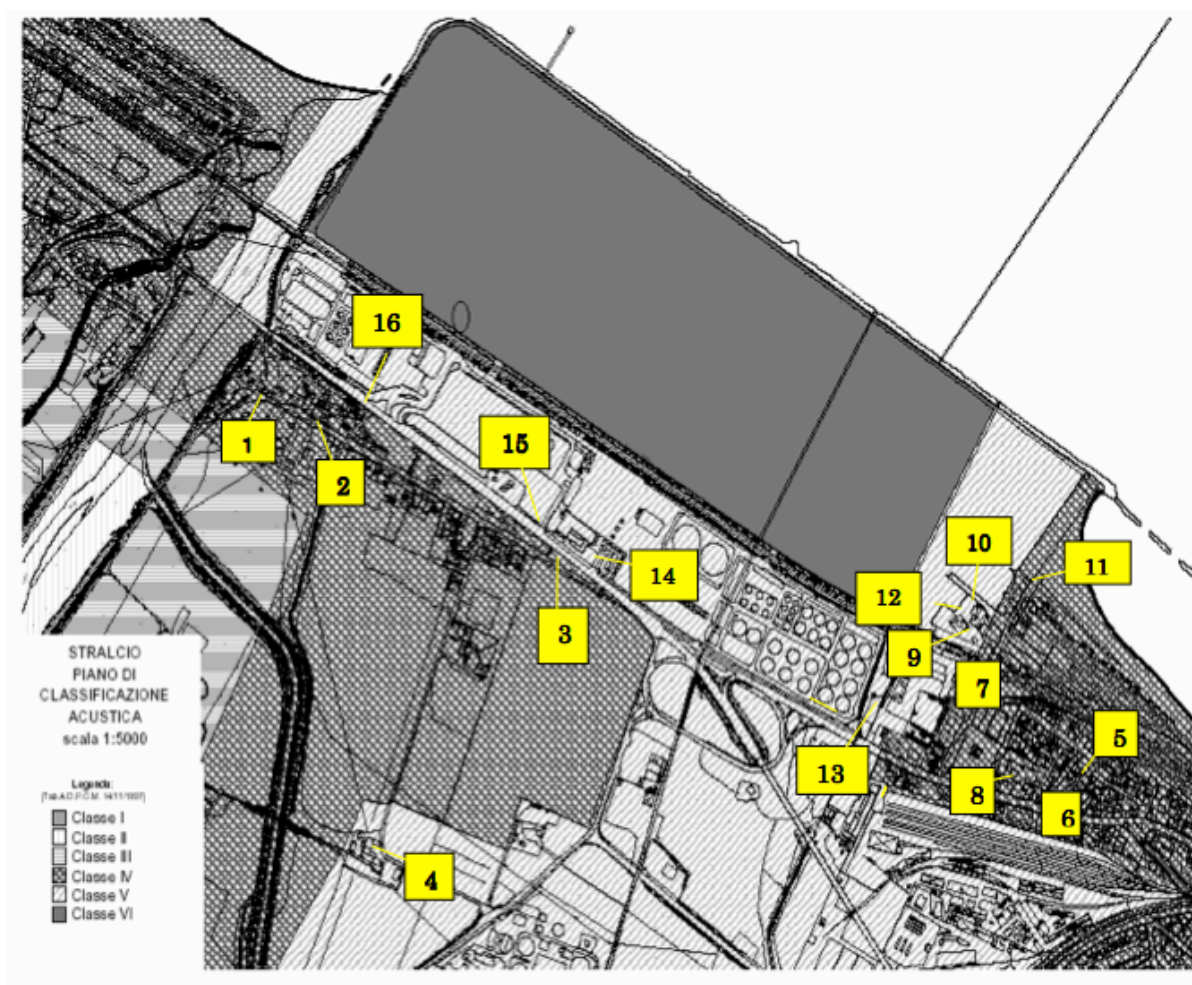 16
15
1
2
10
14
11
12
3
9
7
5
13
8
6
4
STRALCIO
PIANO DI
CLASSIFICAZIONE
ACUSTICA
scala 1:5000
Legenda:
Classe I
Classe II
Classe III
Classe IV
Classe V
Classe VI